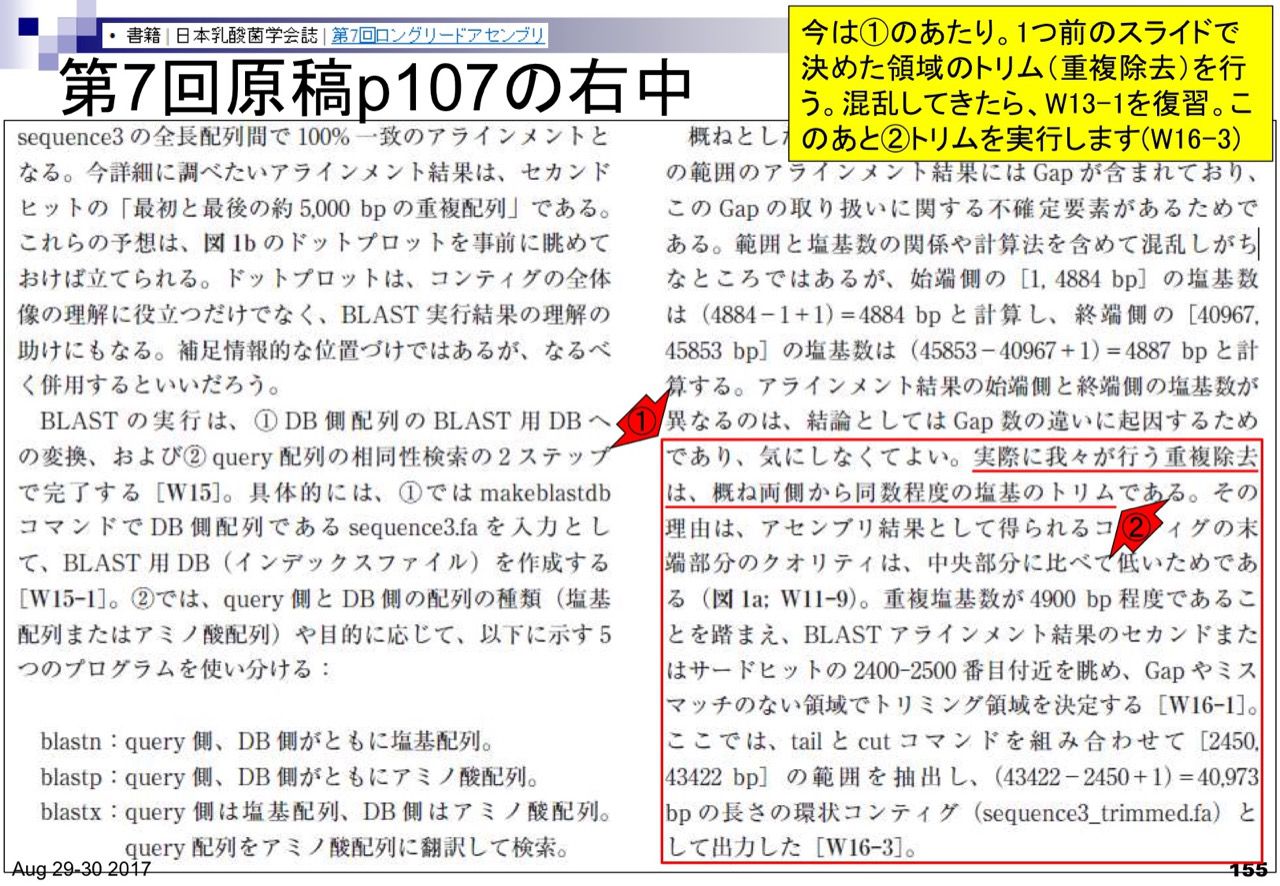 • 書籍 | 日本乳酸菌学会誌 | 第7回ロングリードアセンブリ
第7回原稿p107の右中
今は①のあたり。1つ前のスライドで
決めた領域のトリム(重複除去)を行
う。混乱してきたら、W13-1を復習。こ
のあと②トリムを実行します(W16-3)
sequence3 の全長配列間で 100% 一致のアラインメントと
なる。今詳細に調べたいアラインメント結果は、セカンド
ヒットの「最初と最後の約 5,000 bp の重複配列」である。
これらの予想は、図 1b のドットプロットを事前に眺めて
おけば立てられる。ドットプロットは、コンティグの全体
像の理解に役立つだけでなく、BLAST 実行結果の理解の
助けにもなる。補足情報的な位置づけではあるが、なるべ
く併用するといいだろう。
BLAST の実行は、① DB 側配列の BLAST 用 DB へ
の変換、および② query 配列の相同性検索の 2 ステップ
で完了する [W15]。具体的には、①では makeblastdb
コマンドで DB 側配列である sequence3.fa を入力とし
て、BLAST 用 DB(インデックスファイル)を作成する
[W15-1]。②では、query 側と DB 側の配列の種類(塩基
配列またはアミノ酸配列)や目的に応じて、以下に示す 5
つのプログラムを使い分ける:
blastn:query 側、DB 側がともに塩基配列。
blastp:query 側、DB 側がともにアミノ酸配列。
blastx:query 側は塩基配列、DB 側はアミノ酸配列。
query 配列をアミノ酸配列に翻訳して検索。
概ねとし
の範囲のアラインメント結果には Gap が含まれており、
この Gap の取り扱いに関する不確定要素があるためで
ある。範囲と塩基数の関係や計算法を含めて混乱しがち
なところではあるが、始端側の [1, 4884 bp] の塩基数
は (4884-1+1)=4884 bp と計算し、終端側の [40967,
45853 bp] の塩基数は (45853-40967+1)=4887 bp と計
算する。アラインメント結果の始端側と終端側の塩基数が
異なるのは、結論としては Gap 数の違いに起因するため
であり、気にしなくてよい。実際に我々が行う重複除去
は、概ね両側から同数程度の塩基のトリムである。その
理由は、アセンブリ結果として得られるコ ィグの末
端部分のクオリティは、中央部分に比べて低いためであ
る(図 1a; W11-9)。重複塩基数が 4900 bp 程度であるこ
とを踏まえ、BLAST アラインメント結果のセカンドまた
はサードヒットの 2400-2500 番目付近を眺め、Gap やミス
マッチのない領域でトリミング領域を決定する [W16-1]。
ここでは、tail と cut コマンドを組み合わせて [2450,
43422 bp] の範囲を抽出し、(43422-2450+1)=40,973
bp の長さの環状コンティグ(sequence3_trimmed.fa)と
して出力した [W16-3]。
①
②
Aug 29-30 2017
155